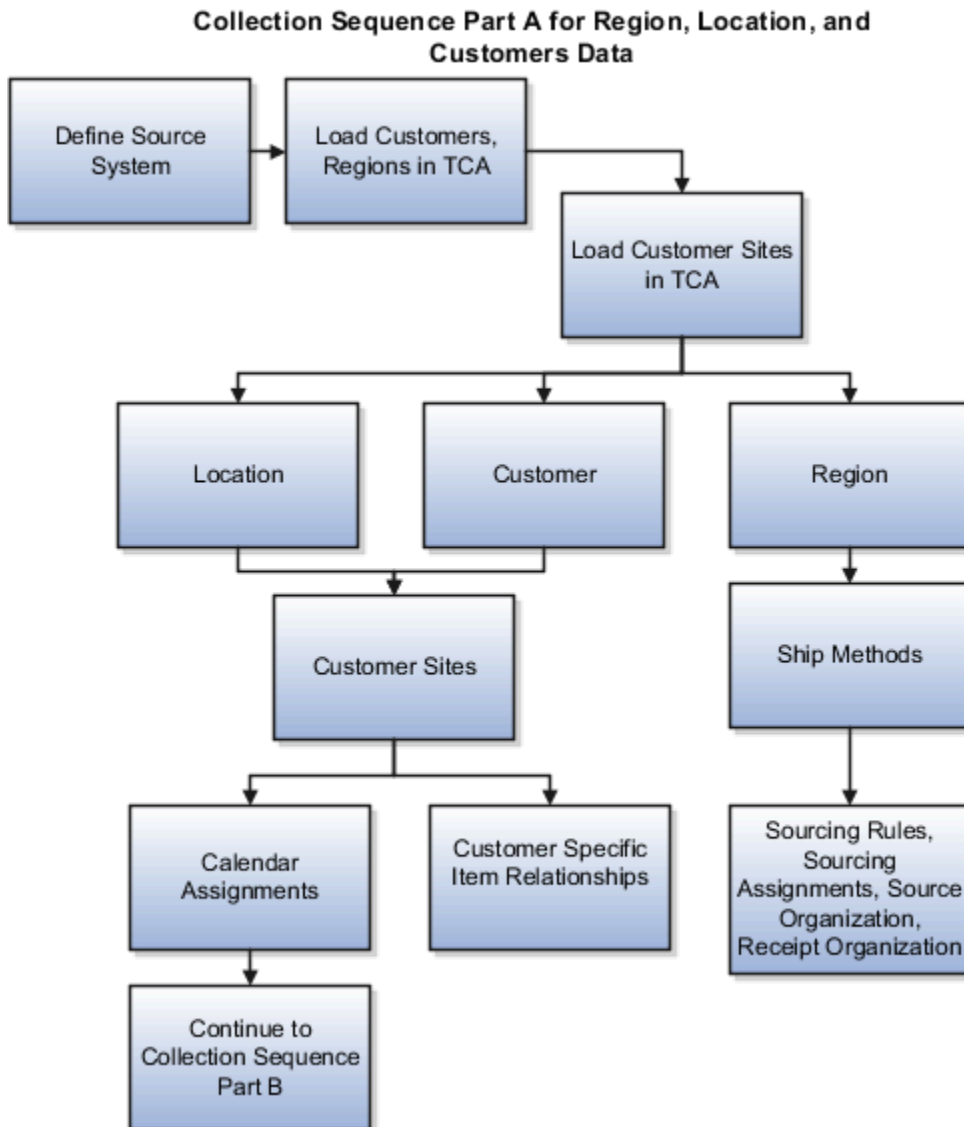 Collection Sequence Part A for Region, Location, and
Customers Data
Define Source
System
Load Customers,
Regions in TCA
Load Customer Sites
in TCA
Location
Customer
Region
Customer Sites
Ship Methods
Calendar
Assignments
Customer Specific
Item Relationships
Sourcing Rules,
Sourcing
Assignments, Source
Organization,
Receipt Organization
Continue to
Collection Sequence
Part B